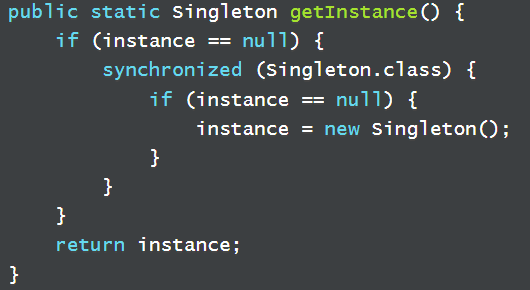 public static Singleton getInstance() {
    if (instance == null) {
        synchronized (Singleton.class) {
            if (instance == null) {
                instance = new Singleton();
            }
        }
    }
    return instance;
}